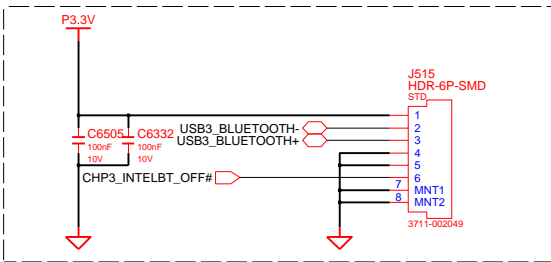 P3.3V
J515
HDR-6P-SMD
STD
C6505
100nF
10V
C6332
100nF
10V
1
USB3_BLUETOOTH- 2
USB3_BLUETOOTH+ 3
4
5
CHP3_INTELBT_OFF# 6
7 MNT1
8 MNT2
3711-002049